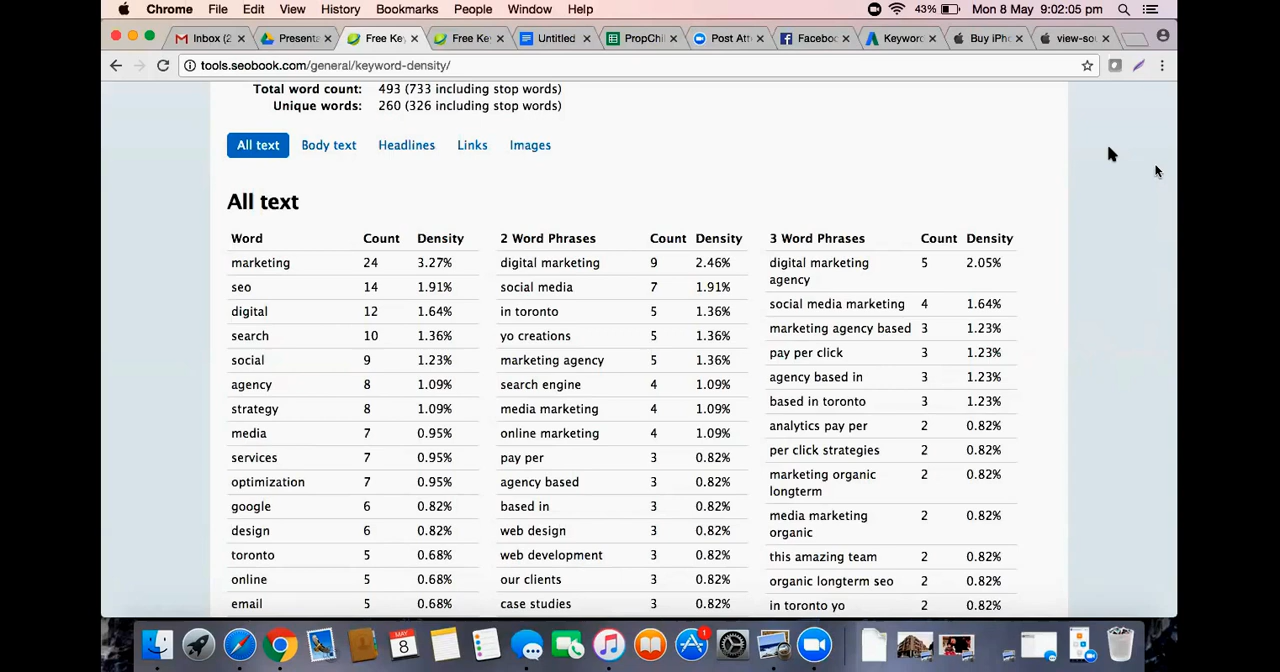 Chrome File Edit View History Bookmarks People Window Help 43% Mon 8 May 9:02:05 pm
Inbox (2 Presenta Free Key Free Key Untitled PropChi Post Att Faceboo Keyword Buy iPh view-so
tools.seobook.com/general/keyword-density/
Total word count: 493 (733 including stop words)
Unique words: 260 (326 including stop words)
All text Body text Headlines Links Images
All text
Word Count Density 2 Word Phrases Count Density 3 Word Phrases Count Density
marketing 24 3.27% digital marketing 9 2.46% digital marketing agency 5 2.05%
seo 14 1.91% social media 7 1.91% social media marketing 4 1.64%
digital 12 1.64% in toronto 5 1.36% marketing agency based 3 1.23%
search 10 1.36% yo creations 5 1.36% pay per click 3 1.23%
social 9 1.23% marketing agency 5 1.36% agency based in 3 1.23%
agency 8 1.09% search engine 4 1.09% based in toronto 3 1.23%
strategy 8 1.09% media marketing 4 1.09% analytics pay per 2 0.82%
media 7 0.95% online marketing 4 1.09% per click strategies 2 0.82%
services 7 0.95% pay per 3 0.82% marketing organic longterm 2 0.82%
optimization 7 0.95% agency based 3 0.82% media marketing organic 2 0.82%
google 6 0.82% based in 3 0.82% this amazing team 2 0.82%
design 6 0.82% web design 3 0.82% organic longterm seo 2 0.82%
toronto 5 0.68% web development 3 0.82% in toronto yo 2 0.82%
online 5 0.68% our clients 3 0.82%
email 5 0.68% case studies 3 0.82%
MAY
8
1